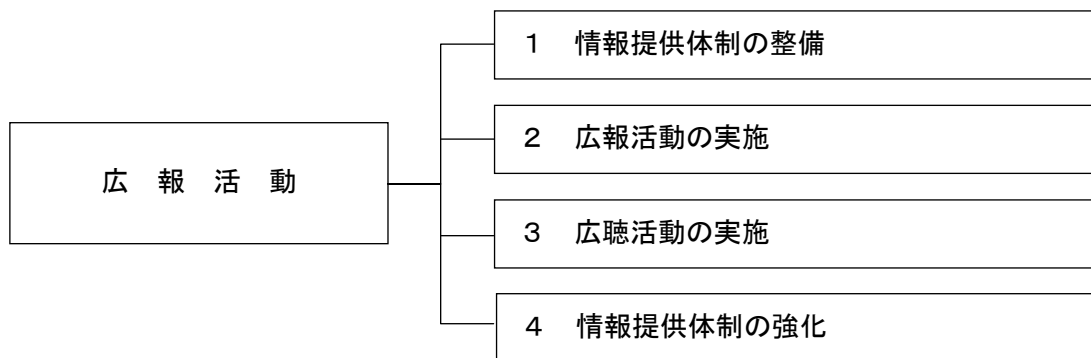 1 情報提供体制の整備
2 広報活動の実施
広 報 活 動
3 広聴活動の実施
4 情報提供体制の強化